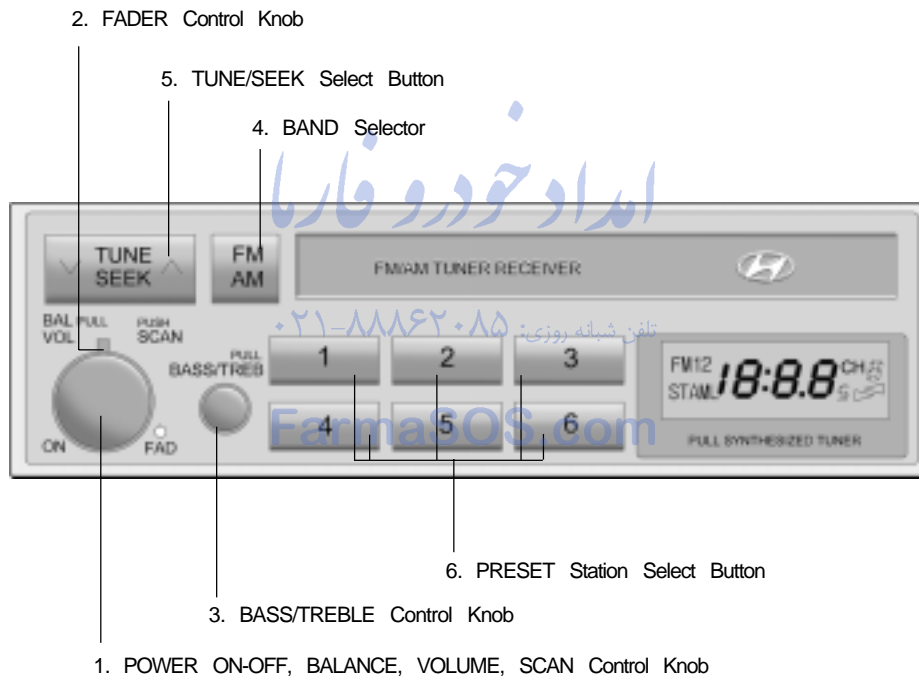 2. FADER Control Knob
5. TUNE/SEEK Select Button
4. BAND Selector
امداد خودرو فارما
TUNE
SEEK
FM
AM
FM/AM TUNER RECEIVER
تلفن شبانه روزی: ۰۲۱-۸۸۸۶۲۰۸۵
BAL PULL
VOL
PUSH
SCAN
PULL
BASS/TREB
1
2
3
FM12
ST AM
18:8.8
CH
4
5
6
FarmaSOS.com
ON
FAD
PULL SYNTHESIZED TUNER
6. PRESET Station Select Button
3. BASS/TREBLE Control Knob
1. POWER ON-OFF, BALANCE, VOLUME, SCAN Control Knob